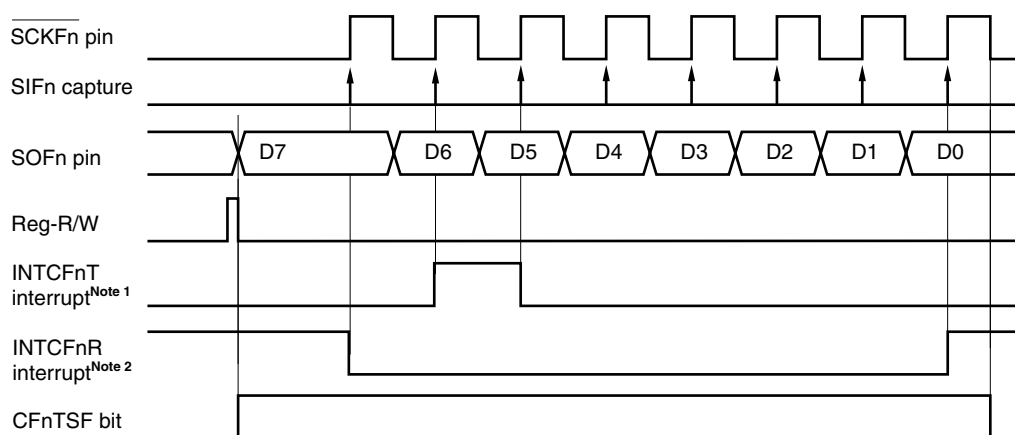 SCKFn pin
SIFn capture
SOFn pin
D7 D6 D5 D4 D3 D2 D1 D0
Reg-R/W
INTCFnT
interruptNote 1
INTCFnR
interruptNote 2
CFnTSF bit